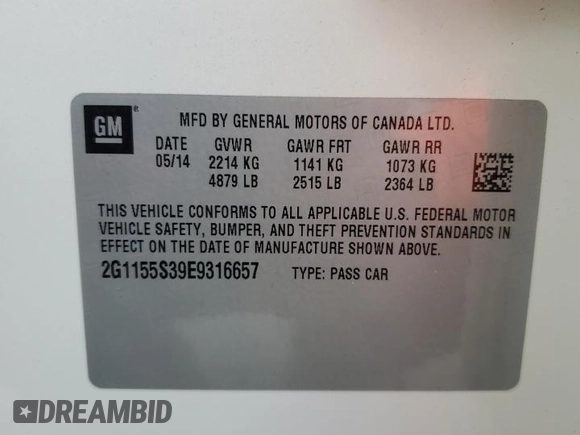 GM ®
MFD BY GENERAL MOTORS OF CANADA LTD.
DATE GVWR GAWR FRT GAWR RR
05/14 2214 KG 1141 KG 1073 KG
4879 LB 2515 LB 2364 LB
THIS VEHICLE CONFORMS TO ALL APPLICABLE U.S. FEDERAL MOTOR
VEHICLE SAFETY, BUMPER, AND THEFT PREVENTION STANDARDS IN
EFFECT ON THE DATE OF MANUFACTURE SHOWN ABOVE.
2G1155S39E9316657 TYPE: PASS CAR
DREAMBID